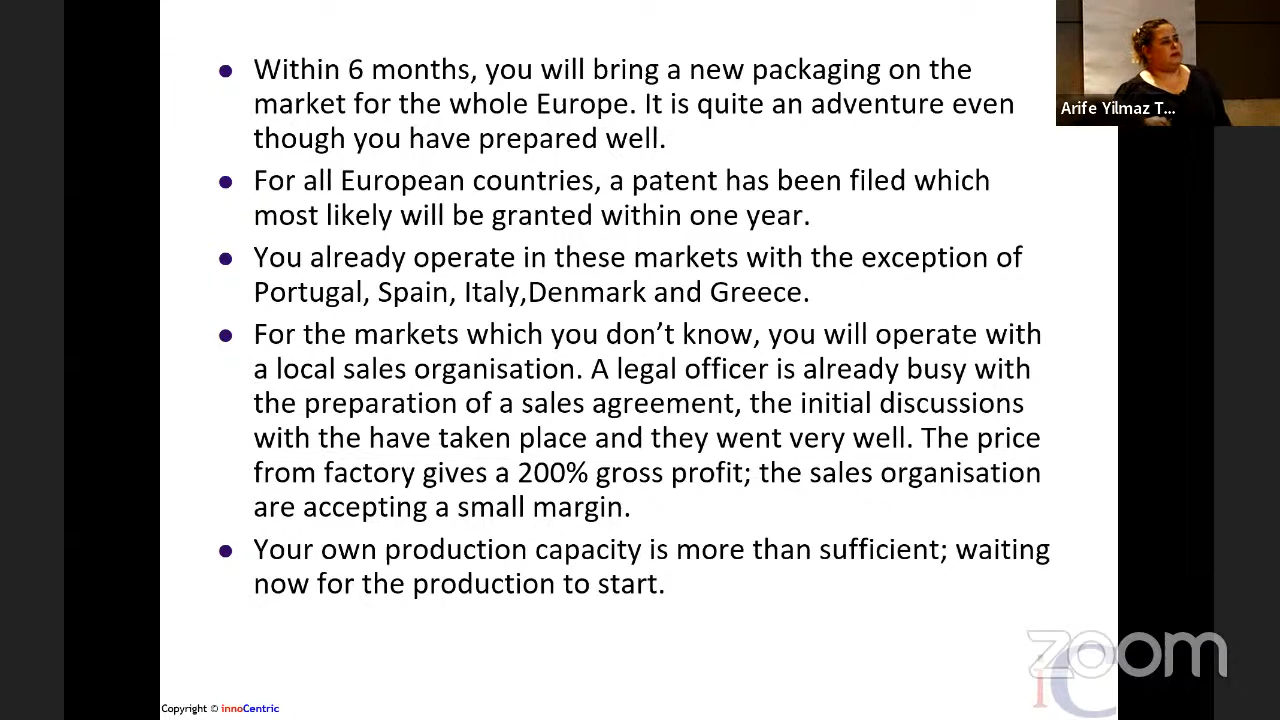 Within 6 months, you will bring a new packaging on the
market for the whole Europe. It is quite an adventure even
though you have prepared well.
For all European countries, a patent has been filed which
most likely will be granted within one year.
You already operate in these markets with the exception of
Portugal, Spain, Italy,Denmark and Greece.
For the markets which you don't know, you will operate with
a local sales organisation. A legal officer is already busy with
the preparation of a sales agreement, the initial discussions
with the have taken place and they went very well. The price
from factory gives a 200% gross profit; the sales organisation
are accepting a small margin.
Your own production capacity is more than sufficient; waiting
now for the production to start.
Arife Yilmaz T...
zoom
iC
Copyright © innoCentric